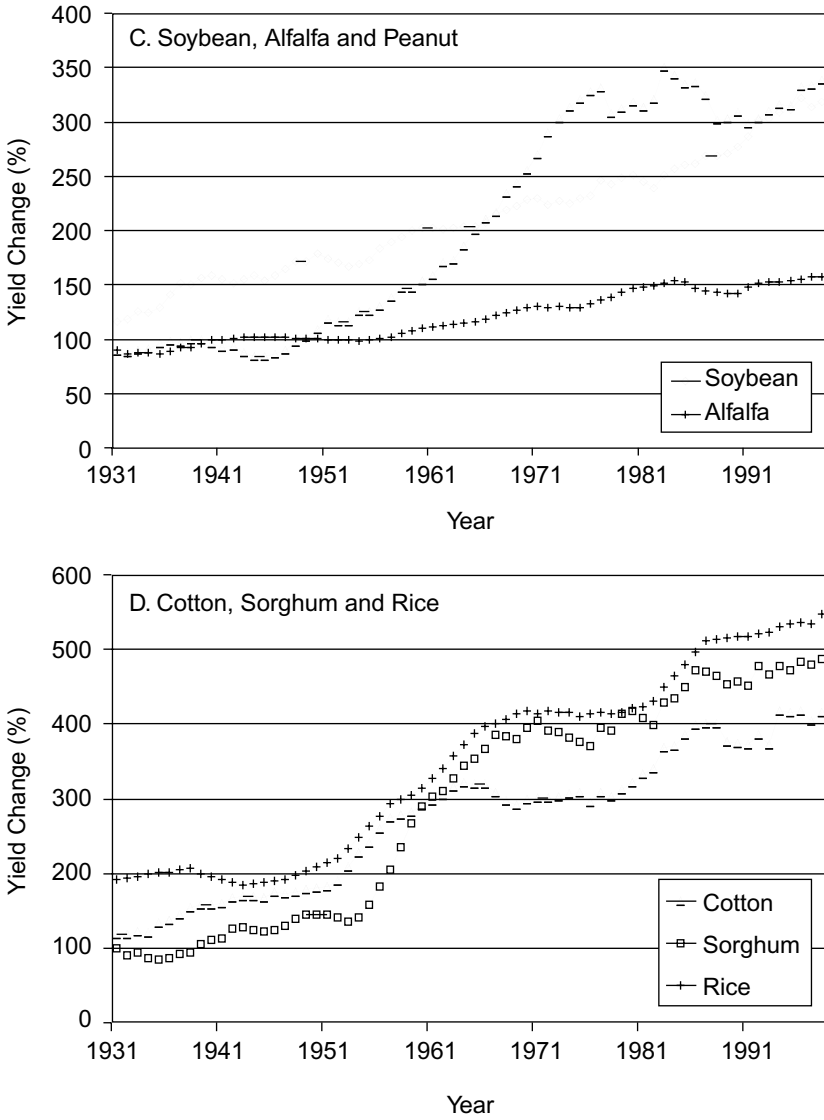 400
C. Soybean, Alfalfa and Peanut
350
300
250
200
150
100
50
0
Yield Change (%)
Soybean
Alfalfa
1931 1941 1951 1961 1971 1981 1991
Year
600
D. Cotton, Sorghum and Rice
500
400
300
200
100
0
Yield Change (%)
Cotton
Sorghum
Rice
1931 1941 1951 1961 1971 1981 1991
Year